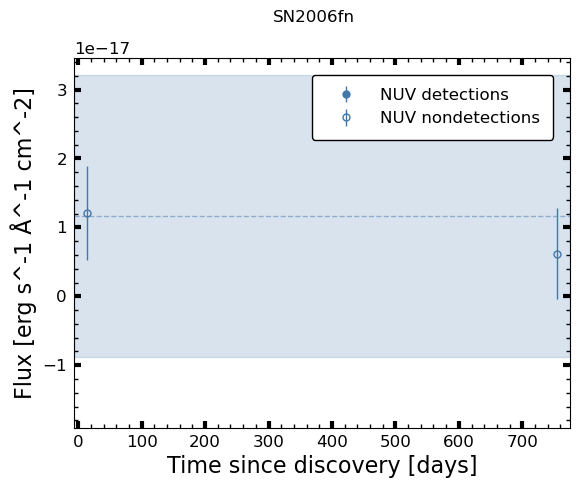 SN2006fn
1e−17
NUV detections
NUV nondetections
3
2
1
0
−1
Flux [erg s^-1 Å^-1 cm^-2]
0 100 200 300 400 500 600 700
Time since discovery [days]